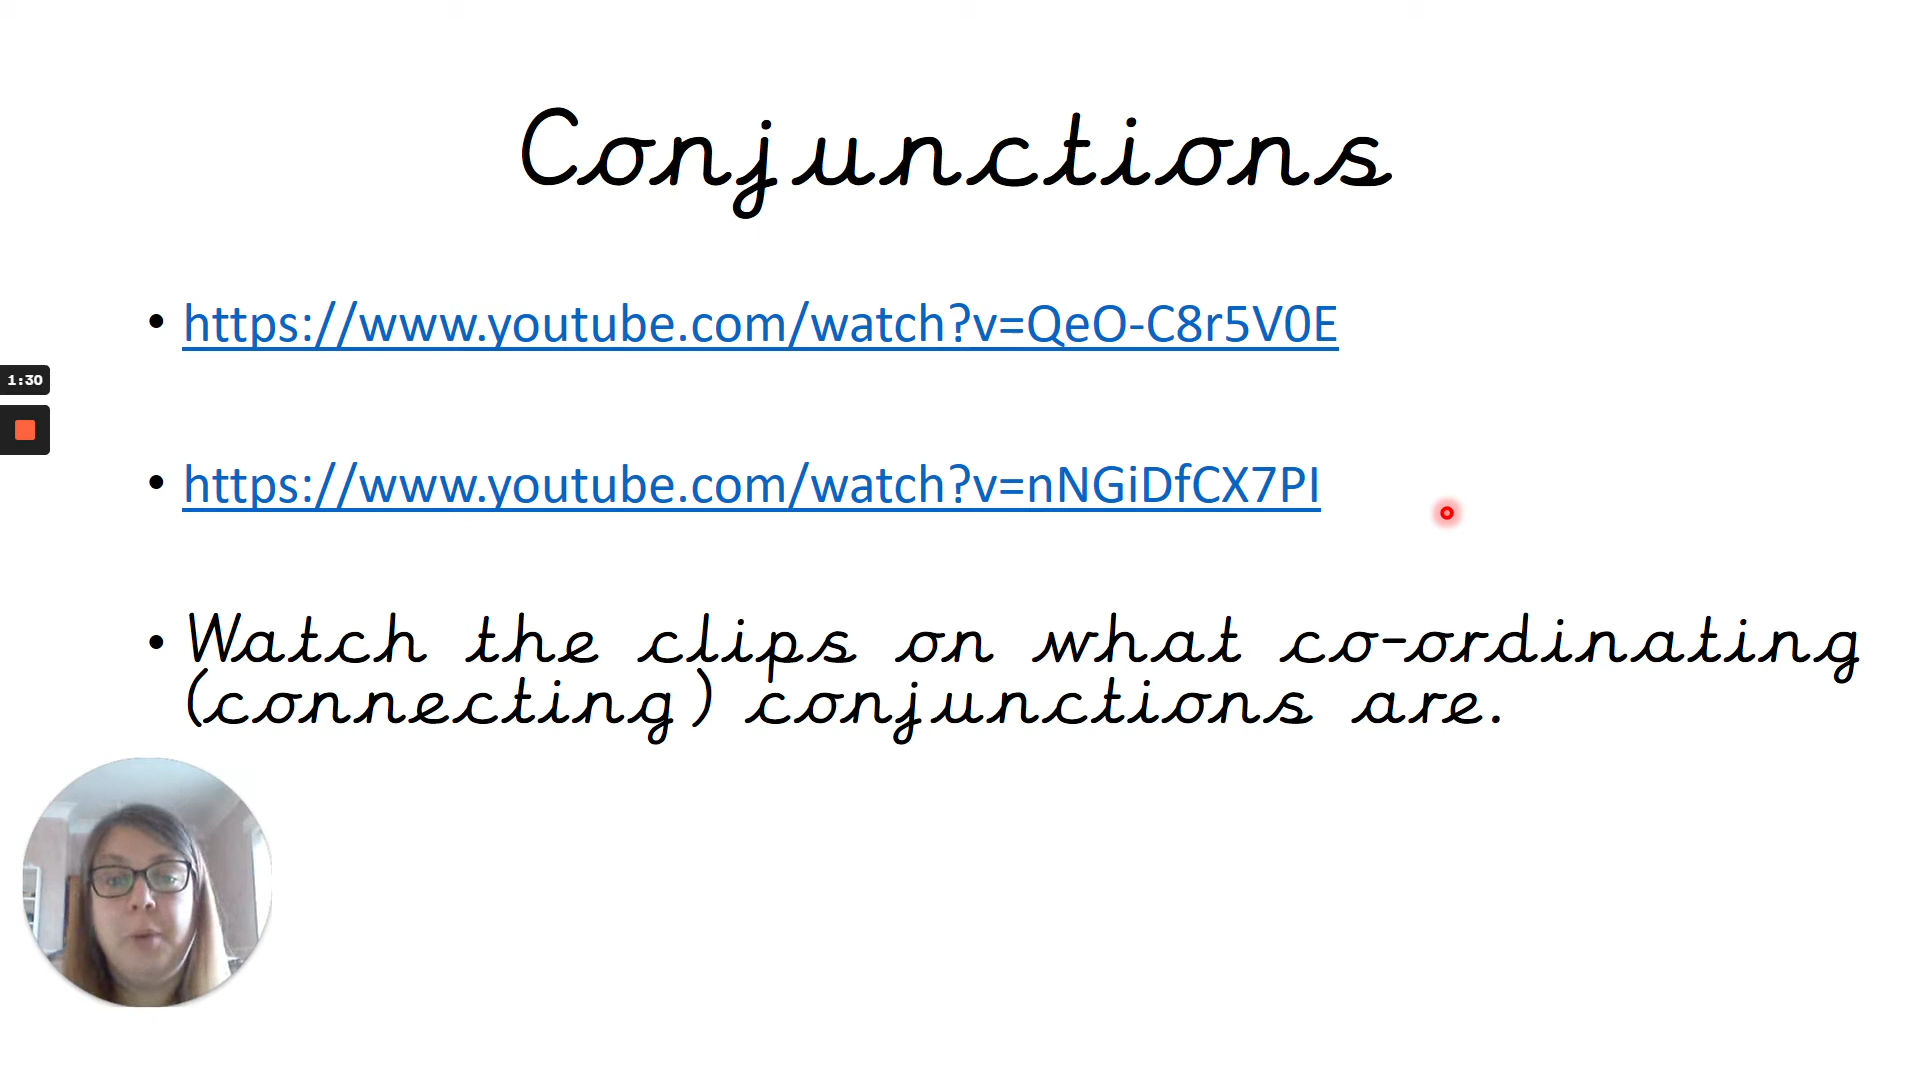 Conjunctions
• https://www.youtube.com/watch?v=QeO-C8r5V0E
1:30
• https://www.youtube.com/watch?v=nNGiDfCX7PI
• Watch the clips on what co-ordinating
(connecting) conjunctions are.